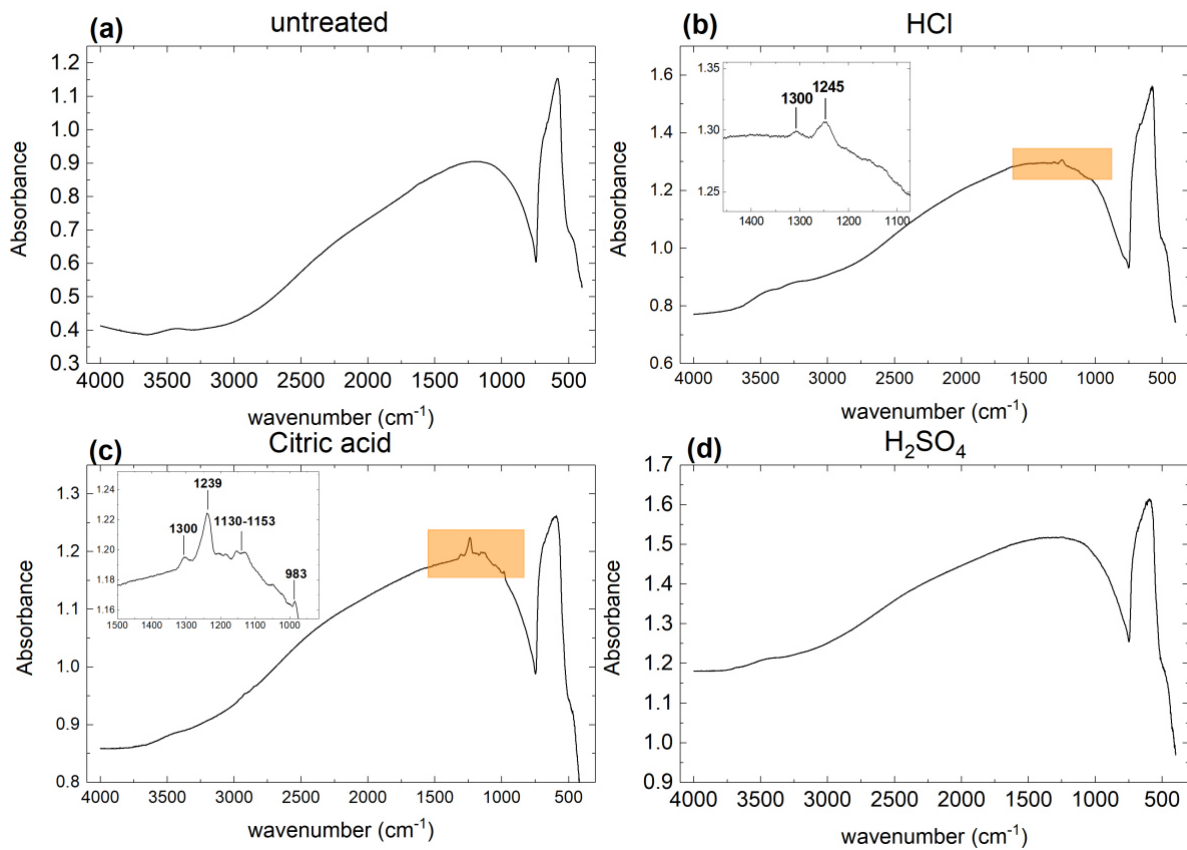 (a) untreated
1.2
1.1
1.0
0.9
0.8
0.7
0.6
0.5
0.4
0.3
Absorbance
4000 3500 3000 2500 2000 1500 1000 500
wavenumber (cm⁻¹)
(b) HCl
1.6
1.4
1.2
1.0
0.8
0.6
Absorbance
1.35
1.30
1.25
1300 1245
1400 1300 1200 1100
4000 3500 3000 2500 2000 1500 1000 500
wavenumber (cm⁻¹)
(c) Citric acid
1.3
1.2
1.1
1.0
0.9
0.8
Absorbance
1.24
1.22
1.20
1.18
1.16
1239
1300 1130-1153
983
1500 1400 1300 1200 1100 1000
4000 3500 3000 2500 2000 1500 1000 500
wavenumber (cm⁻¹)
(d) H₂SO₄
1.7
1.6
1.5
1.4
1.3
1.2
1.1
1.0
0.9
Absorbance
4000 3500 3000 2500 2000 1500 1000 500
wavenumber (cm⁻¹)